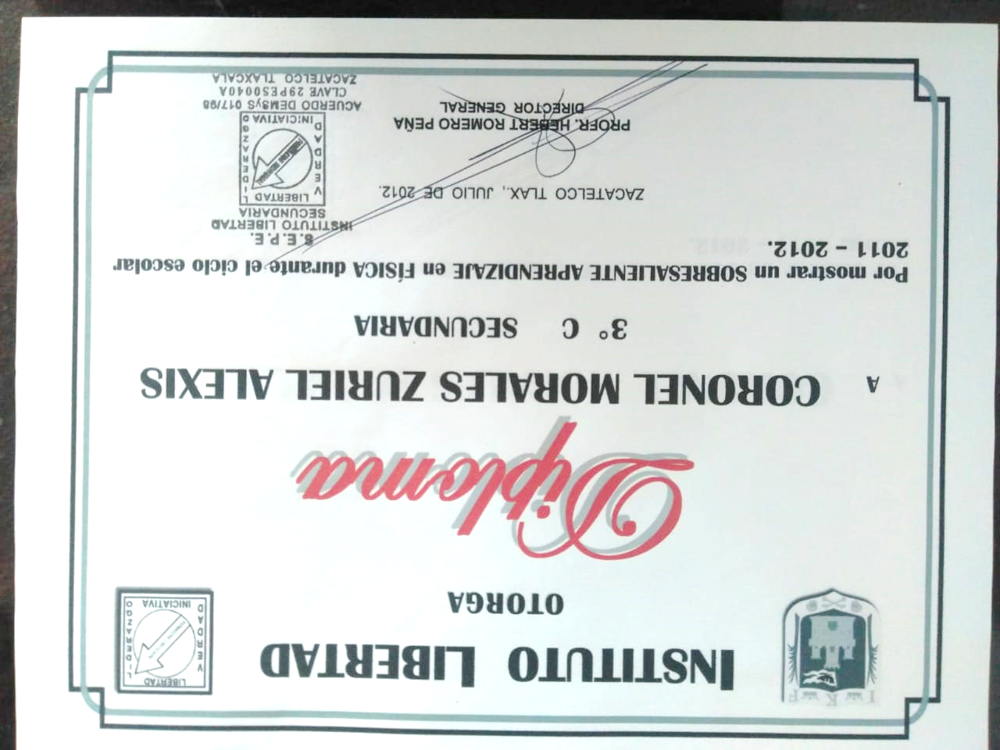 I K F
LIBERTAD
VERDAD
LIDERAZGO
INICIATIVA
INSTITUTO LIBERTAD
OTORGA
Diploma
A CORONEL MORALES ZURIEL ALEXIS
3° C SECUNDARIA
Por mostrar un SOBRESALIENTE APRENDIZAJE en FÍSICA durante el ciclo escolar
2011 – 2012.
ZACATELCO TLAX., JULIO DE 2012.
PROFR. HEBERT ROMERO PEÑA
DIRECTOR GENERAL
S.E.P.E.
INSTITUTO LIBERTAD
SECUNDARIA
LIBERTAD
VERDAD
LIDERAZGO
INICIATIVA
ACUERDO DEMSyS 017/98
CLAVE 29PES0040A
ZACATELCO TLAXCALA